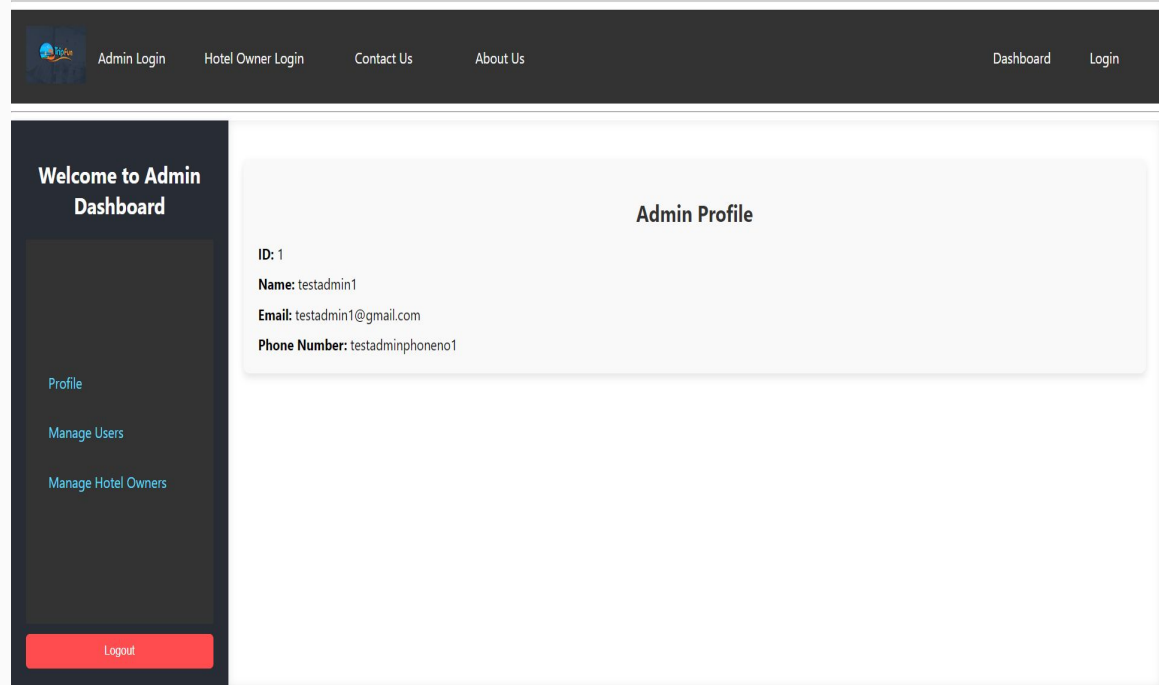 TripFun
Admin Login
Hotel Owner Login
Contact Us
About Us
Dashboard
Login
Welcome to Admin
Dashboard
Profile
Manage Users
Manage Hotel Owners
Logout
Admin Profile
ID: 1
Name: testadmin1
Email: testadmin1@gmail.com
Phone Number: testadminphoneno1